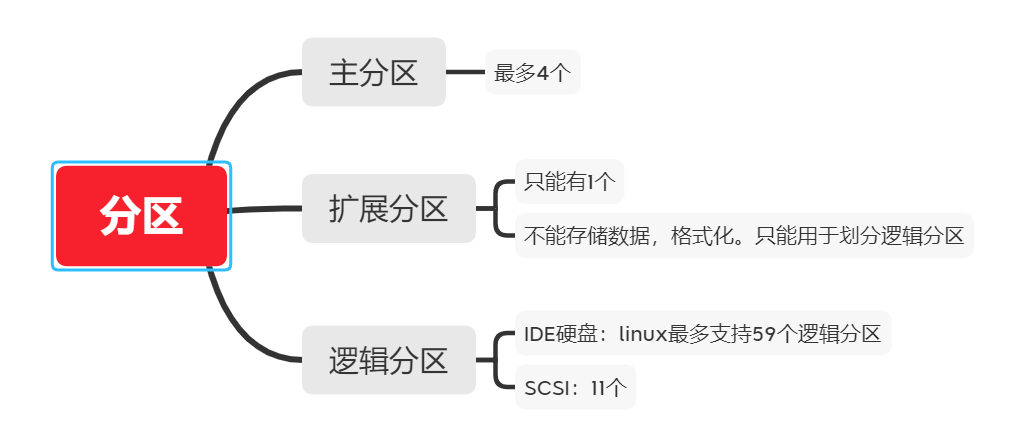 分区
主分区
最多4个
扩展分区
只能有1个
不能存储数据，格式化。只能用于划分逻辑分区
逻辑分区
IDE硬盘：linux最多支持59个逻辑分区
SCSI：11个